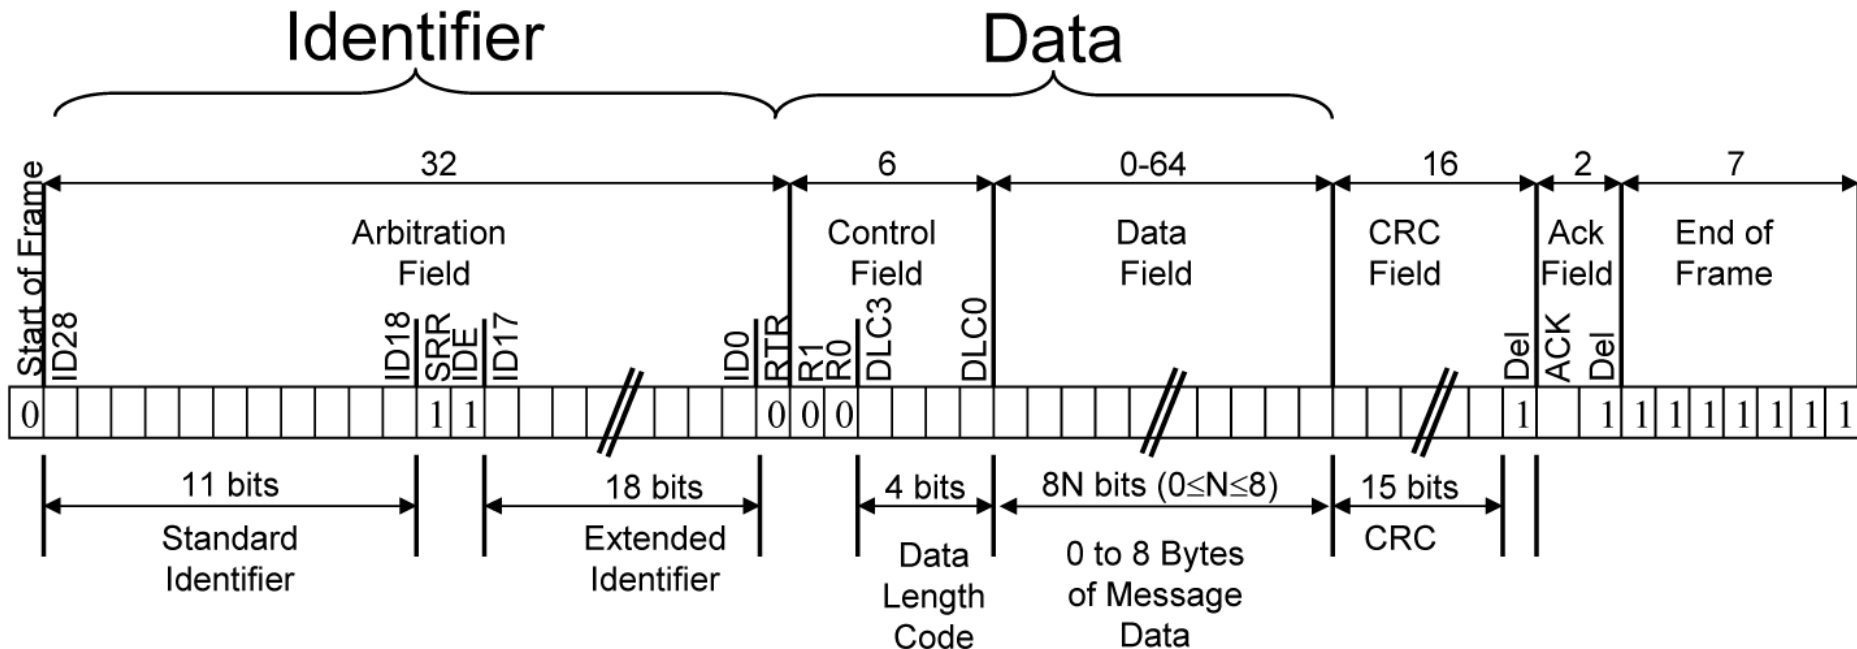 Identifier
Data
32
6
0-64
16
2
7
Start of Frame
Arbitration
Field
Control
Field
Data
Field
CRC
Field
Ack
Field
End of
Frame
ID28
ID18
SRR
IDE
ID17
ID0
RTR
R1
R0
DLC3
DLC0
Del
ACK
Del
0
1
1
0
0
0
1
1
1
1
1
1
1
1
1
11 bits
Standard
Identifier
18 bits
Extended
Identifier
4 bits
Data
Length
Code
8N bits (0≤N≤8)
0 to 8 Bytes
of Message
Data
15 bits
CRC